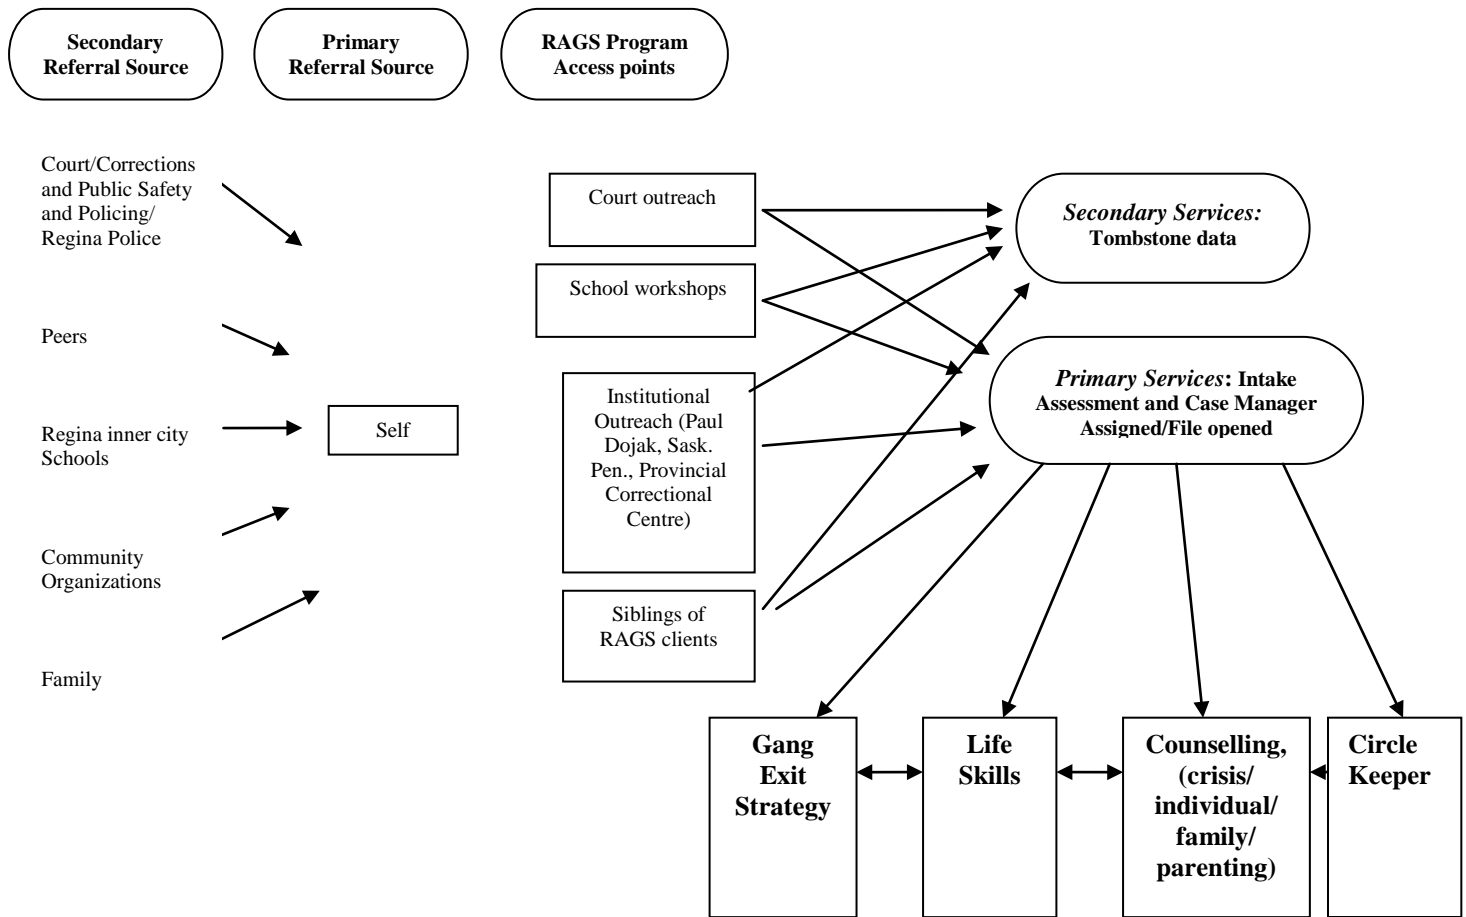 Secondary
Referral Source
Primary
Referral Source
RAGS Program
Access points
Court/Corrections
and Public Safety
and Policing/
Regina Police
Peers
Regina inner city
Schools
Community
Organizations
Family
Self
Court outreach
School workshops
Institutional
Outreach (Paul
Dojak, Sask.
Pen., Provincial
Correctional
Centre)
Siblings of
RAGS clients
Secondary Services:
Tombstone data
Primary Services: Intake
Assessment and Case Manager
Assigned/File opened
Gang
Exit
Strategy
Life
Skills
Counselling,
(crisis/
individual/
family/
parenting)
Circle
Keeper